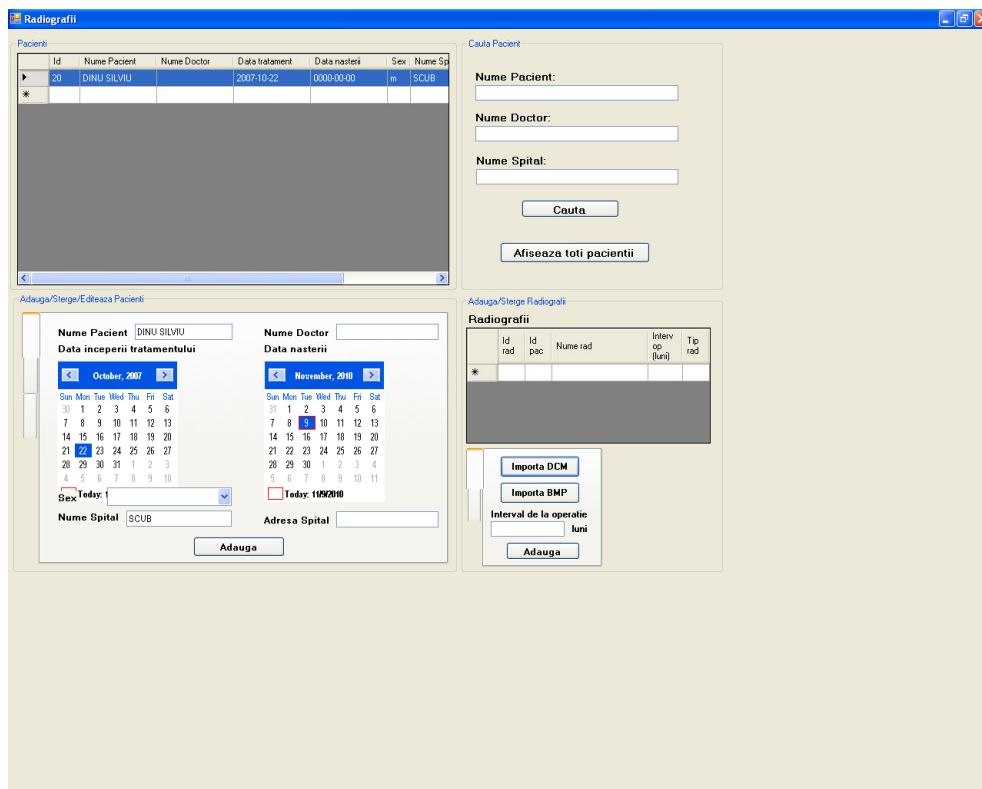 Radiografii
Pacienti
Id Nume Pacient Nume Doctor Data tratament Data nasterii Sex Nume Sp
20 DINU SILVIU 2007-10-22 0000-00-00 m SCUB
Cauta Pacient
Nume Pacient:
Nume Doctor:
Nume Spital:
Cauta
Afiseaza toti pacientii
Adauga/Sterge/Editeaza Pacienti
Nume Pacient DINU SILVIU
Nume Doctor
Data inceperii tratamentului
Data nasterii
October, 2007
Sun Mon Tue Wed Thu Fri Sat
30 1 2 3 4 5 6
7 8 9 10 11 12 13
14 15 16 17 18 19 20
21 22 23 24 25 26 27
28 29 30 31 1 2 3
4 5 6 7 8 9 10
Today: 1
November, 2010
Sun Mon Tue Wed Thu Fri Sat
31 1 2 3 4 5 6
7 8 9 10 11 12 13
14 15 16 17 18 19 20
21 22 23 24 25 26 27
28 29 30 1 2 3 4
5 6 7 8 9 10 11
Today: 11/9/2010
Sex
Nume Spital SCUB
Adresa Spital
Adauga
Adauga/Sterge Radiografii
Radiografii
Id rad Id pac Nume rad Interv op (luni) Tip rad
Importa DCM
Importa BMP
Interval de la operatie
luni
Adauga